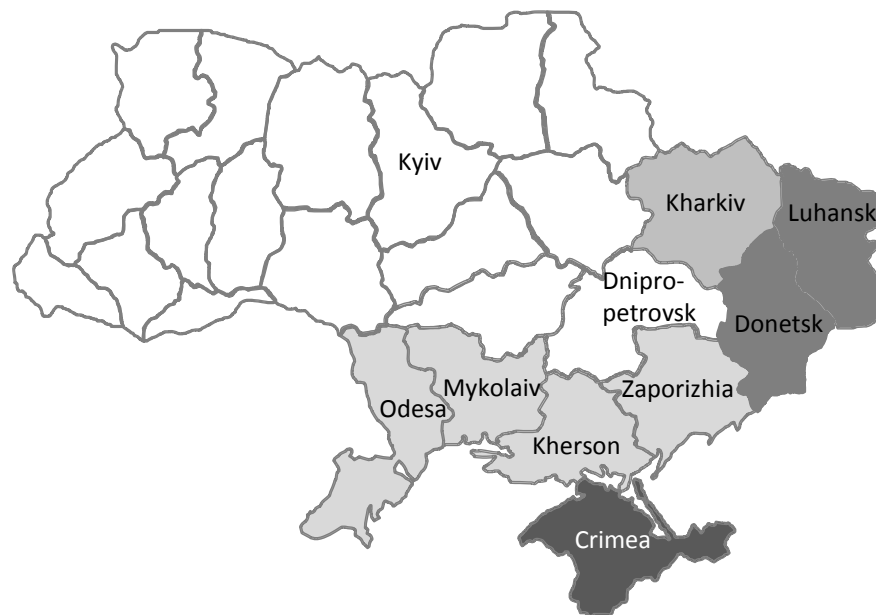 Kyiv
Kharkiv
Luhansk
Dnipro-
petrovsk
Donetsk
Mykolaiv
Zaporizhia
Odesa
Kherson
Crimea